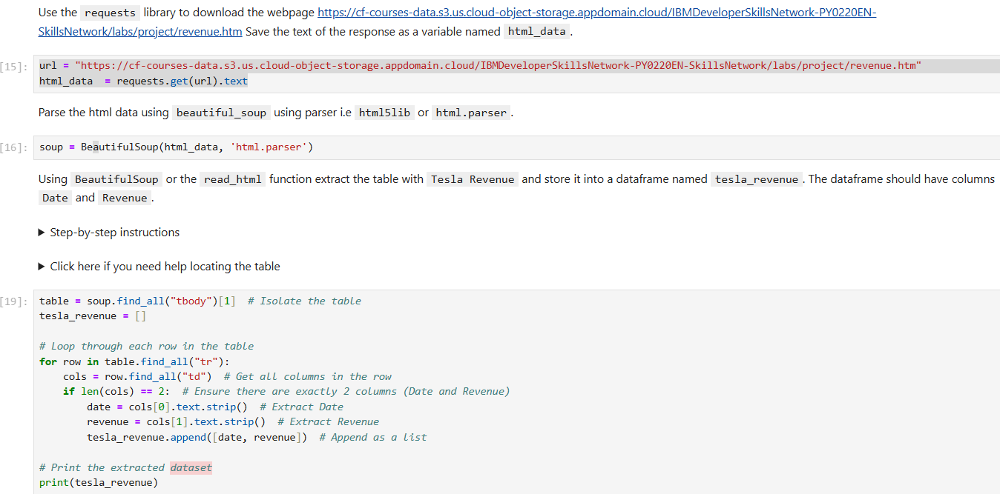 Use the requests library to download the webpage https://cf-courses-data.s3.us.cloud-object-storage.appdomain.cloud/IBMDeveloperSkillsNetwork-PY0220EN-
SkillsNetwork/labs/project/revenue.htm Save the text of the response as a variable named html_data.
[15]: url = "https://cf-courses-data.s3.us.cloud-object-storage.appdomain.cloud/IBMDeveloperSkillsNetwork-PY0220EN-SkillsNetwork/labs/project/revenue.htm"
html_data  = requests.get(url).text
Parse the html data using beautiful_soup using parser i.e html5lib or html.parser.
[16]: soup = BeautifulSoup(html_data, 'html.parser')
Using BeautifulSoup or the read_html function extract the table with Tesla Revenue and store it into a dataframe named tesla_revenue. The dataframe should have columns
Date and Revenue.
▶ Step-by-step instructions
▶ Click here if you need help locating the table
[19]: table = soup.find_all("tbody")[1]  # Isolate the table
tesla_revenue = []
# Loop through each row in the table
for row in table.find_all("tr"):
    cols = row.find_all("td")  # Get all columns in the row
    if len(cols) == 2:  # Ensure there are exactly 2 columns (Date and Revenue)
        date = cols[0].text.strip()  # Extract Date
        revenue = cols[1].text.strip()  # Extract Revenue
        tesla_revenue.append([date, revenue])  # Append as a list
# Print the extracted dataset
print(tesla_revenue)